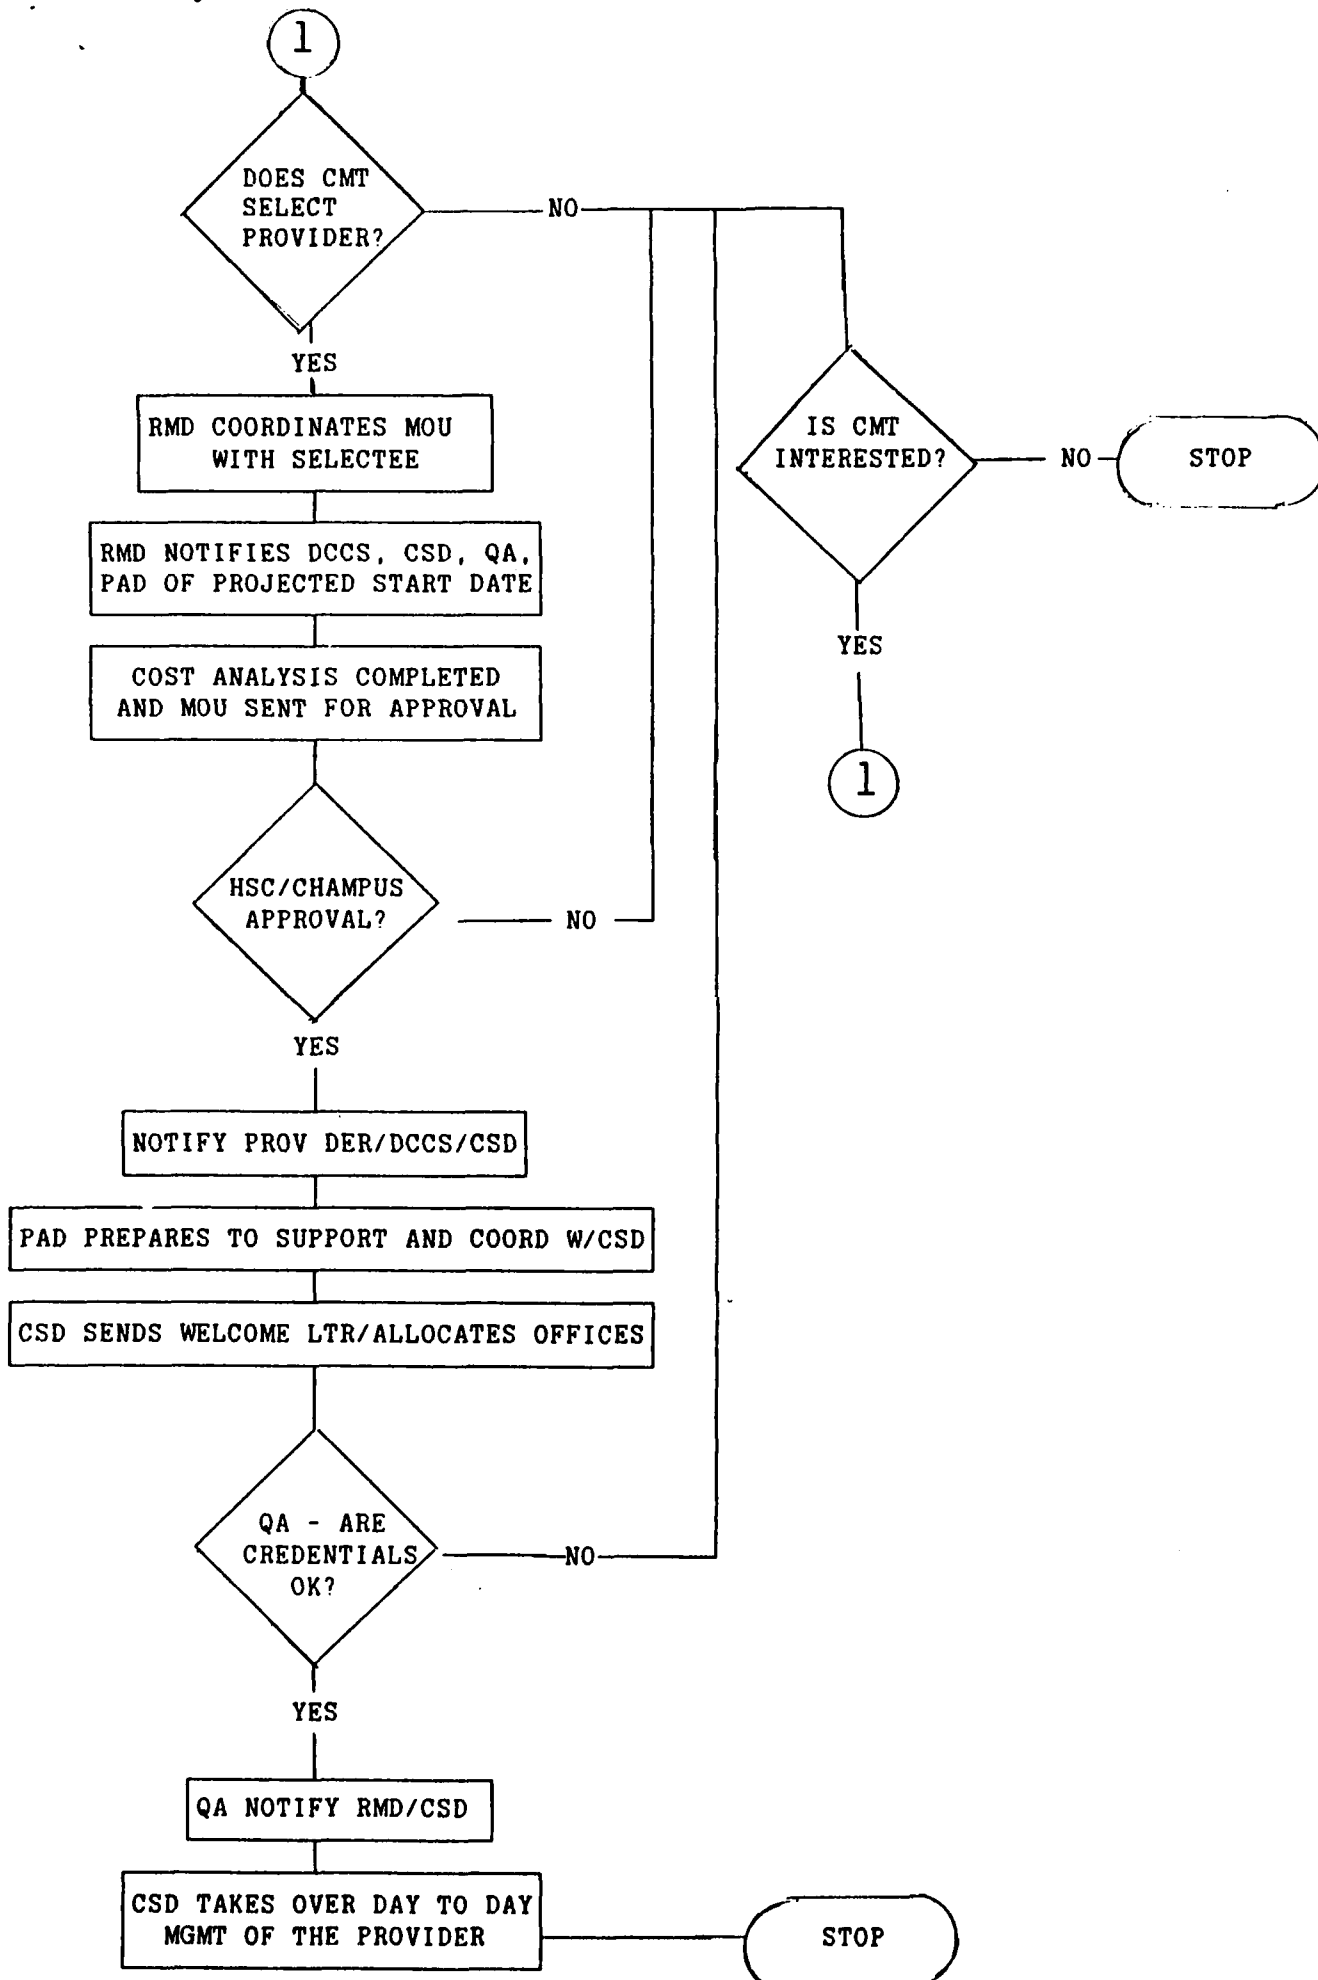 1
DOES CMT
SELECT
PROVIDER?
NO
YES
RMD COORDINATES MOU
WITH SELECTEE
IS CMT
INTERESTED?
NO
STOP
RMD NOTIFIES DCCS, CSD, QA,
PAD OF PROJECTED START DATE
YES
COST ANALYSIS COMPLETED
AND MOU SENT FOR APPROVAL
1
HSC/CHAMPUS
APPROVAL?
NO
YES
NOTIFY PROV DER/DCCS/CSD
PAD PREPARES TO SUPPORT AND COORD W/CSD
CSD SENDS WELCOME LTR/ALLOCATES OFFICES
QA - ARE
CREDENTIALS
OK?
NO
YES
QA NOTIFY RMD/CSD
CSD TAKES OVER DAY TO DAY
MGMT OF THE PROVIDER
STOP